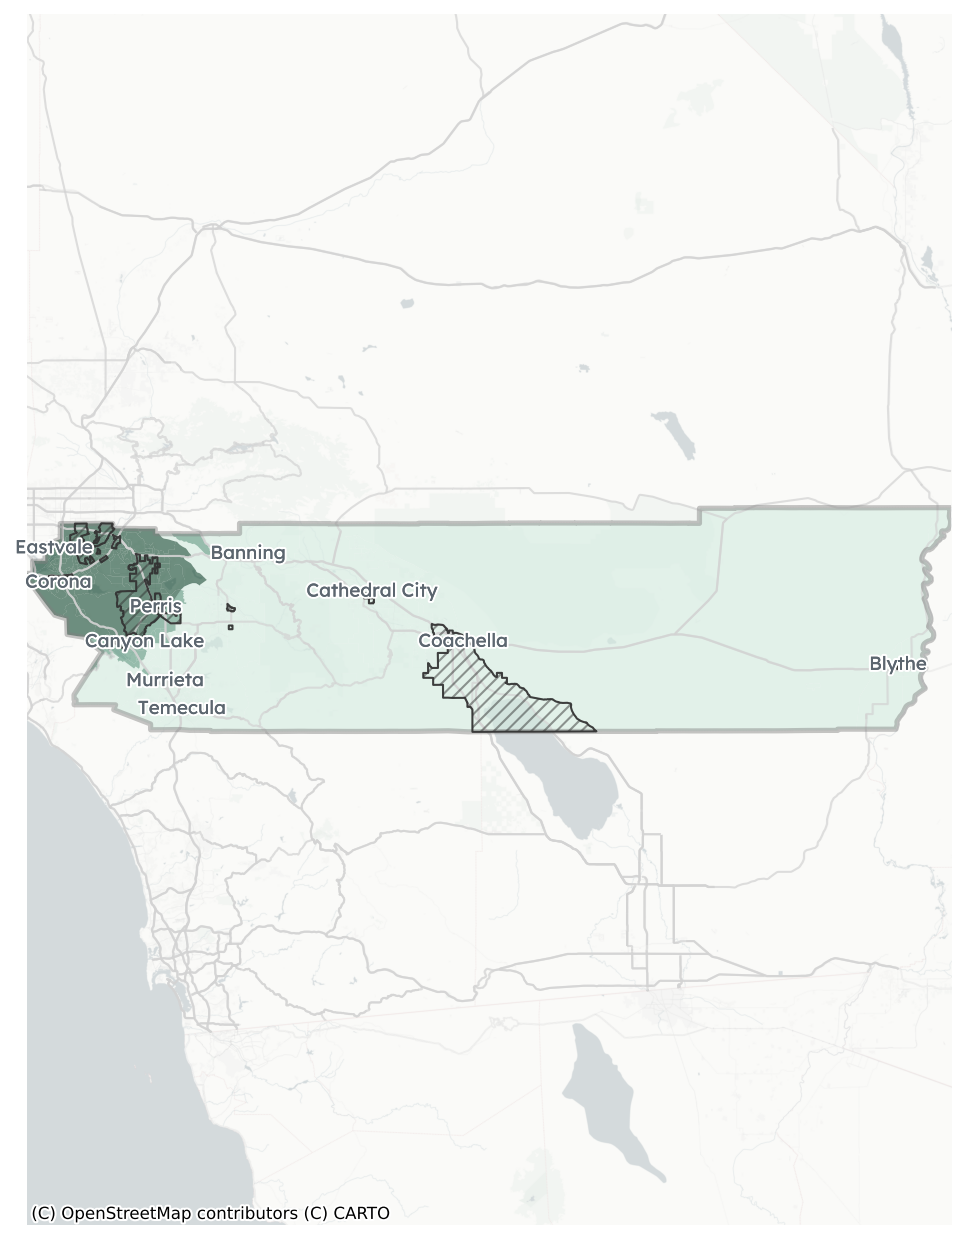 Eastvale
Banning
Corona
Cathedral City
Perris
Canyon Lake
Coachella
Blythe
Murrieta
Temecula
(C) OpenStreetMap contributors (C) CARTO